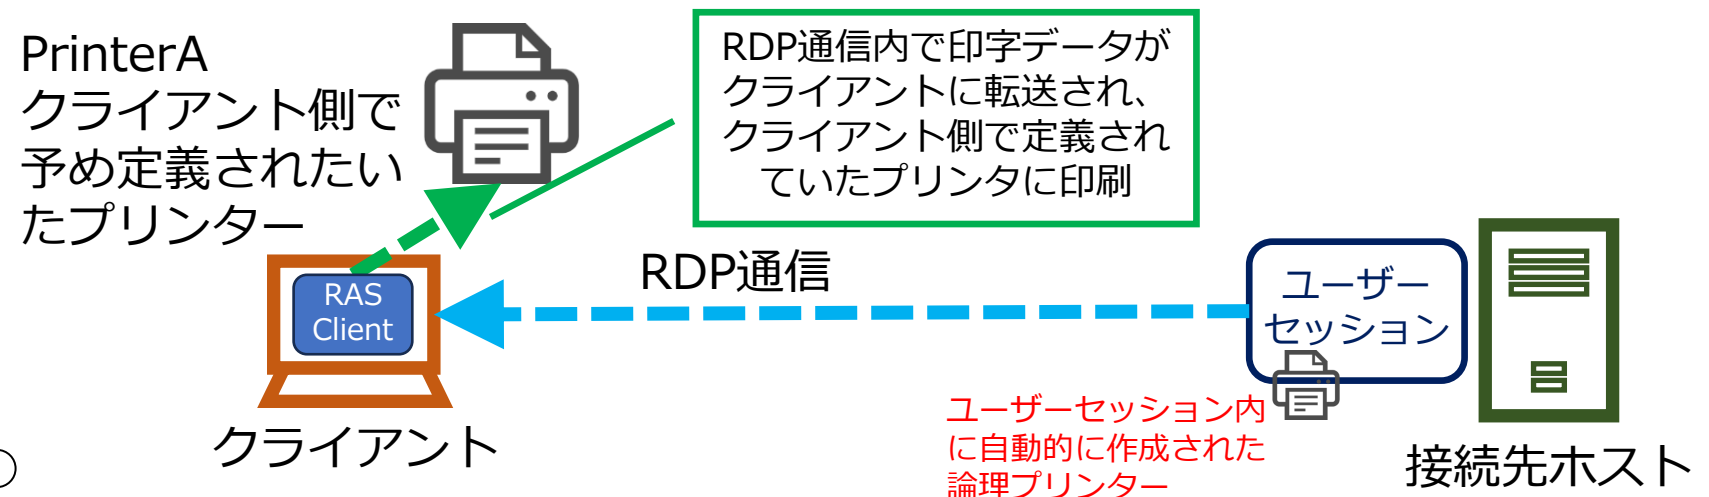 PrinterA
クライアント側で
予め定義されたい
たプリンター
RDP通信内で印字データが
クライアントに転送され、
クライアント側で定義され
ていたプリンタに印刷
RDP通信
RAS
Client
クライアント
ユーザー
セッション
ユーザーセッション内
に自動的に作成された
論理プリンター
接続先ホスト